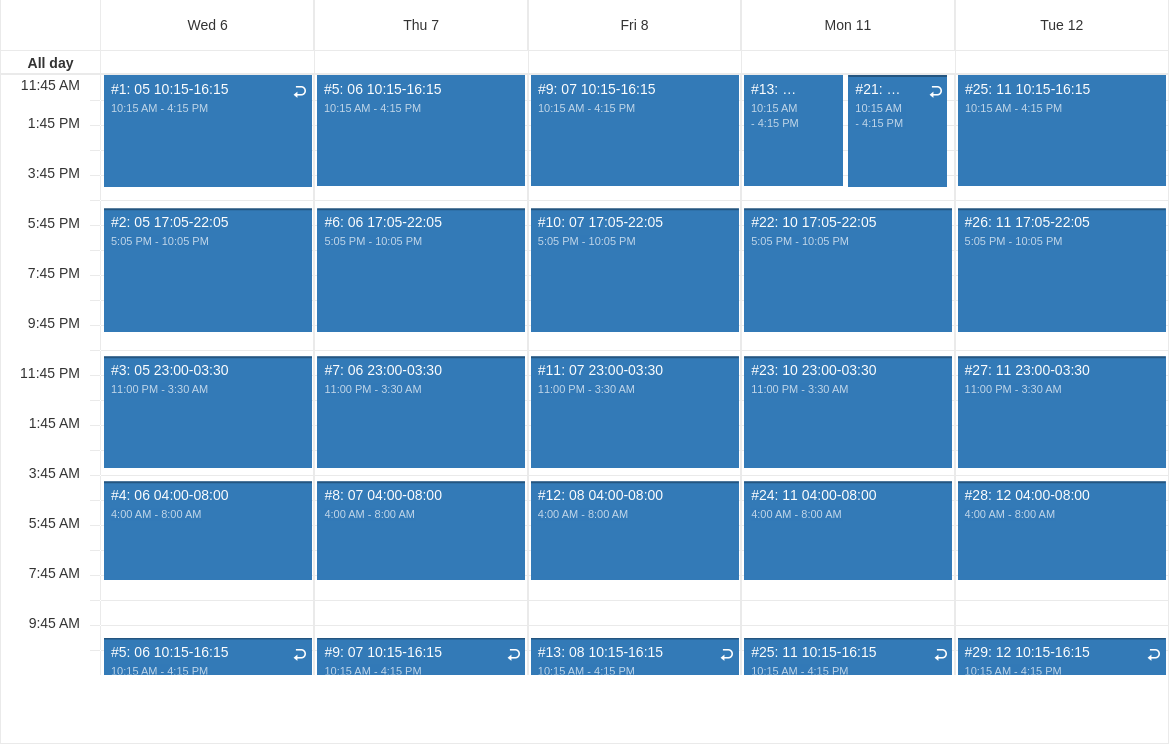 Wed 6 Thu 7 Fri 8 Mon 11 Tue 12
All day
11:45 AM
1:45 PM
3:45 PM
5:45 PM
7:45 PM
9:45 PM
11:45 PM
1:45 AM
3:45 AM
5:45 AM
7:45 AM
9:45 AM
#1: 05 10:15-16:15
10:15 AM - 4:15 PM
#2: 05 17:05-22:05
5:05 PM - 10:05 PM
#3: 05 23:00-03:30
11:00 PM - 3:30 AM
#4: 06 04:00-08:00
4:00 AM - 8:00 AM
#5: 06 10:15-16:15
10:15 AM - 4:15 PM
#5: 06 10:15-16:15
10:15 AM - 4:15 PM
#6: 06 17:05-22:05
5:05 PM - 10:05 PM
#7: 06 23:00-03:30
11:00 PM - 3:30 AM
#8: 07 04:00-08:00
4:00 AM - 8:00 AM
#9: 07 10:15-16:15
10:15 AM - 4:15 PM
#9: 07 10:15-16:15
10:15 AM - 4:15 PM
#10: 07 17:05-22:05
5:05 PM - 10:05 PM
#11: 07 23:00-03:30
11:00 PM - 3:30 AM
#12: 08 04:00-08:00
4:00 AM - 8:00 AM
#13: 08 10:15-16:15
10:15 AM - 4:15 PM
#13: …
10:15 AM
- 4:15 PM
#21: …
10:15 AM
- 4:15 PM
#22: 10 17:05-22:05
5:05 PM - 10:05 PM
#23: 10 23:00-03:30
11:00 PM - 3:30 AM
#24: 11 04:00-08:00
4:00 AM - 8:00 AM
#25: 11 10:15-16:15
10:15 AM - 4:15 PM
#25: 11 10:15-16:15
10:15 AM - 4:15 PM
#26: 11 17:05-22:05
5:05 PM - 10:05 PM
#27: 11 23:00-03:30
11:00 PM - 3:30 AM
#28: 12 04:00-08:00
4:00 AM - 8:00 AM
#29: 12 10:15-16:15
10:15 AM - 4:15 PM